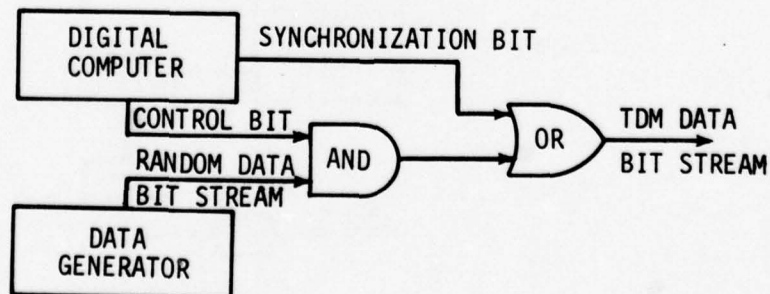 DIGITAL
COMPUTER
SYNCHRONIZATION BIT
CONTROL BIT
RANDOM DATA
BIT STREAM
AND
OR
TDM DATA
BIT STREAM
DATA
GENERATOR